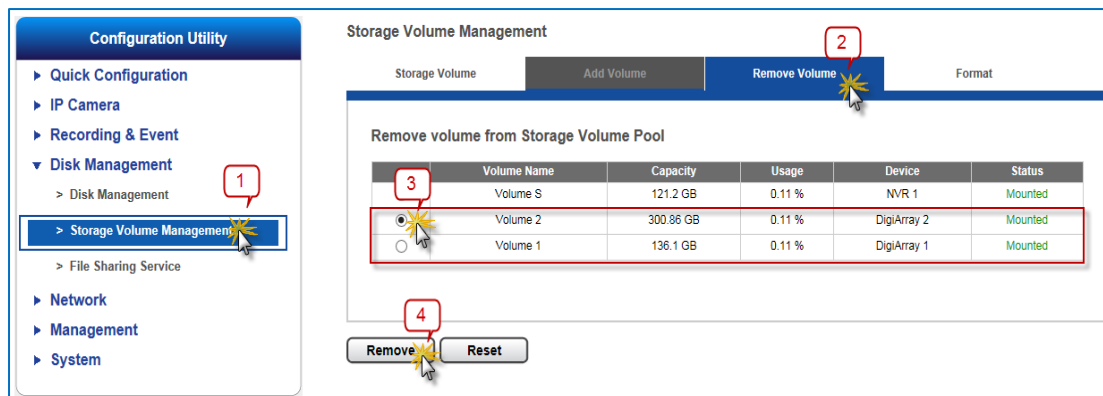 Configuration Utility
Quick Configuration
IP Camera
Recording & Event
Disk Management
> Disk Management
1
> Storage Volume Management
> File Sharing Service
Network
Management
System
Storage Volume Management
2
Storage Volume Add Volume Remove Volume Format
Remove volume from Storage Volume Pool
Volume Name Capacity Usage Device Status
3
Volume S 121.2 GB 0.11 % NVR 1 Mounted
Volume 2 300.86 GB 0.11 % DigiArray 2 Mounted
Volume 1 136.1 GB 0.11 % DigiArray 1 Mounted
4
Remove Reset